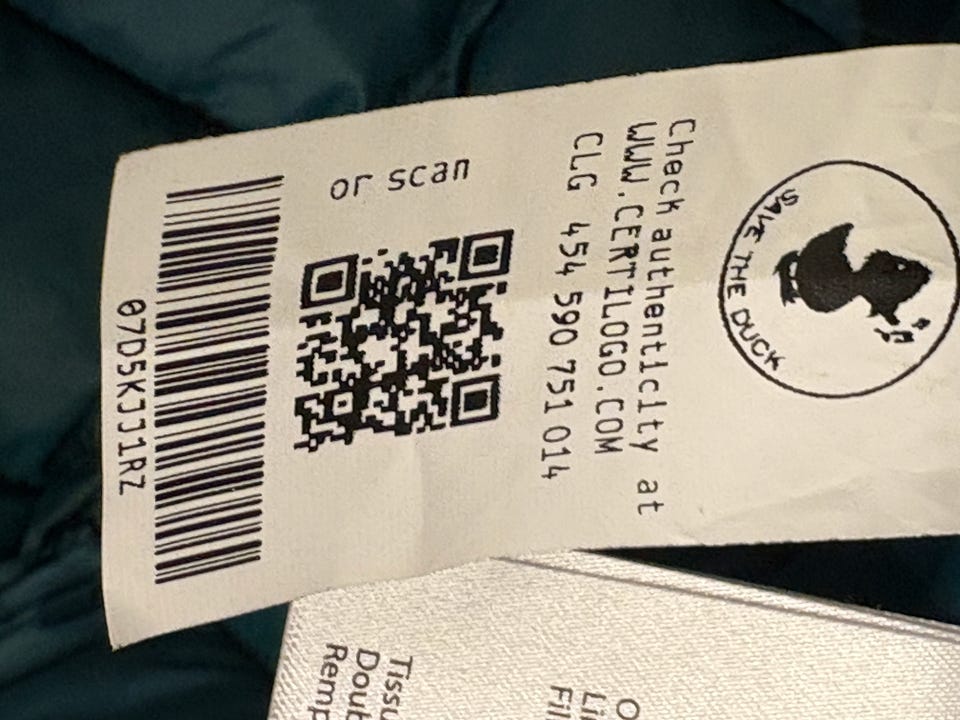 SAVE THE DUCK
Check authenticity at
WWW.CERTILOGO.COM
CLG 454 590 751 014
or scan
07D5KJJ1RZ